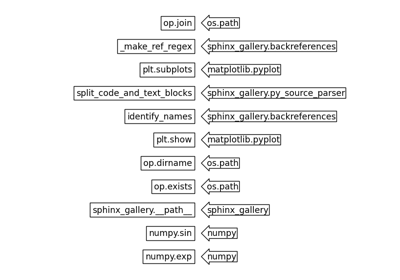 op.join os.path
_make_ref_regex sphinx_gallery.backreferences
plt.subplots matplotlib.pyplot
split_code_and_text_blocks sphinx_gallery.py_source_parser
identify_names sphinx_gallery.backreferences
plt.show matplotlib.pyplot
op.dirname os.path
op.exists os.path
sphinx_gallery.__path__ sphinx_gallery
numpy.sin numpy
numpy.exp numpy